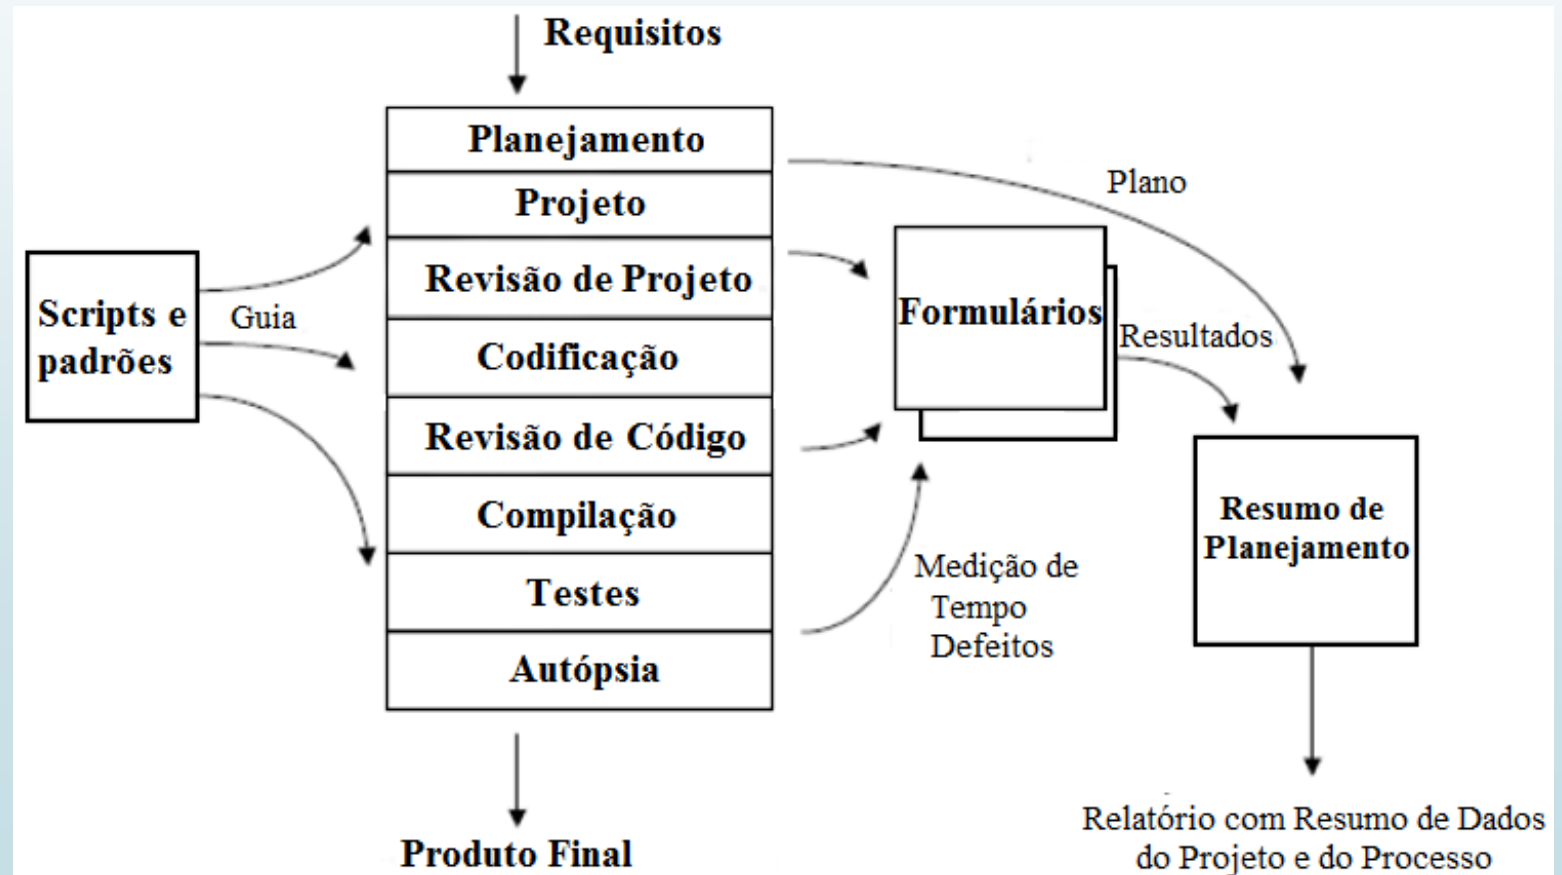 Requisitos
Planejamento
Projeto
Revisão de Projeto
Codificação
Revisão de Código
Compilação
Testes
Autópsia
Produto Final
Scripts e
padrões
Guia
Formulários
Plano
Resultados
Medição de
Tempo
Defeitos
Resumo de
Planejamento
Relatório com Resumo de Dados
do Projeto e do Processo